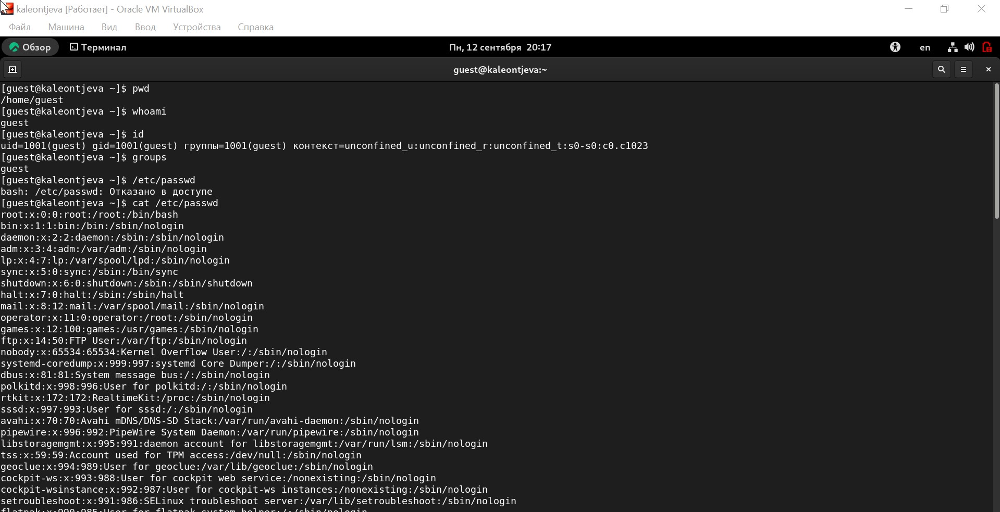 kaleontjeva [Работает] - Oracle VM VirtualBox
Файл Машина Вид Ввод Устройства Справка
Обзор Терминал Пн, 12 сентября 20:17 en
guest@kaleontjeva:~
[guest@kaleontjeva ~]$ pwd
/home/guest
[guest@kaleontjeva ~]$ whoami
guest
[guest@kaleontjeva ~]$ id
uid=1001(guest) gid=1001(guest) группы=1001(guest) контекст=unconfined_u:unconfined_r:unconfined_t:s0-s0:c0.c1023
[guest@kaleontjeva ~]$ groups
guest
[guest@kaleontjeva ~]$ /etc/passwd
bash: /etc/passwd: Отказано в доступе
[guest@kaleontjeva ~]$ cat /etc/passwd
root:x:0:0:root:/root:/bin/bash
bin:x:1:1:bin:/bin:/sbin/nologin
daemon:x:2:2:daemon:/sbin:/sbin/nologin
adm:x:3:4:adm:/var/adm:/sbin/nologin
lp:x:4:7:lp:/var/spool/lpd:/sbin/nologin
sync:x:5:0:sync:/sbin:/bin/sync
shutdown:x:6:0:shutdown:/sbin:/sbin/shutdown
halt:x:7:0:halt:/sbin:/sbin/halt
mail:x:8:12:mail:/var/spool/mail:/sbin/nologin
operator:x:11:0:operator:/root:/sbin/nologin
games:x:12:100:games:/usr/games:/sbin/nologin
ftp:x:14:50:FTP User:/var/ftp:/sbin/nologin
nobody:x:65534:65534:Kernel Overflow User:/:/sbin/nologin
systemd-coredump:x:999:997:systemd Core Dumper:/:/sbin/nologin
dbus:x:81:81:System message bus:/:/sbin/nologin
polkitd:x:998:996:User for polkitd:/:/sbin/nologin
rtkit:x:172:172:RealtimeKit:/proc:/sbin/nologin
sssd:x:997:993:User for sssd:/:/sbin/nologin
avahi:x:70:70:Avahi mDNS/DNS-SD Stack:/var/run/avahi-daemon:/sbin/nologin
pipewire:x:996:992:PipeWire System Daemon:/var/run/pipewire:/sbin/nologin
libstoragemgmt:x:995:991:daemon account for libstoragemgmt:/var/run/lsm:/sbin/nologin
tss:x:59:59:Account used for TPM access:/dev/null:/sbin/nologin
geoclue:x:994:989:User for geoclue:/var/lib/geoclue:/sbin/nologin
cockpit-ws:x:993:988:User for cockpit web service:/nonexisting:/sbin/nologin
cockpit-wsinstance:x:992:987:User for cockpit-ws instances:/nonexisting:/sbin/nologin
setroubleshoot:x:991:986:SELinux troubleshoot server:/var/lib/setroubleshoot:/sbin/nologin
flatpak:x:990:985:User for flatpak system helper:/:/sbin/nologin